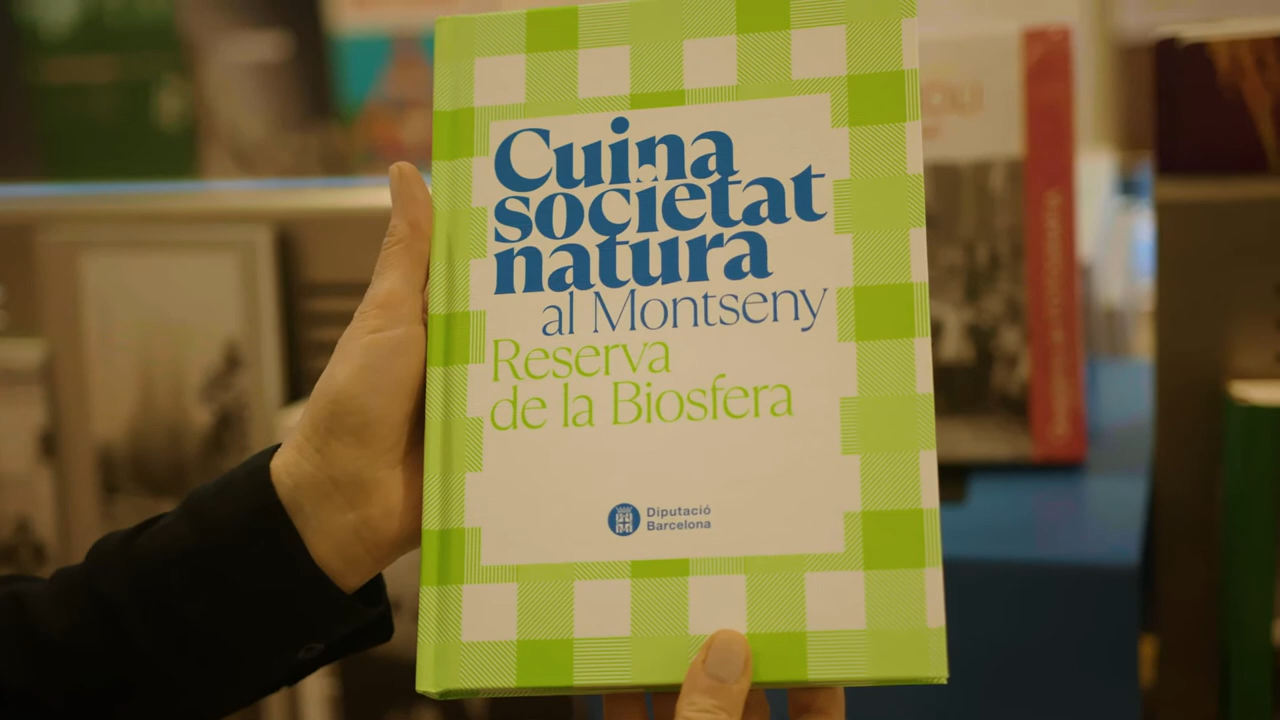 Cuina
societat
natura
al Montseny
Reserva
de la Biosfera
Diputació
Barcelona